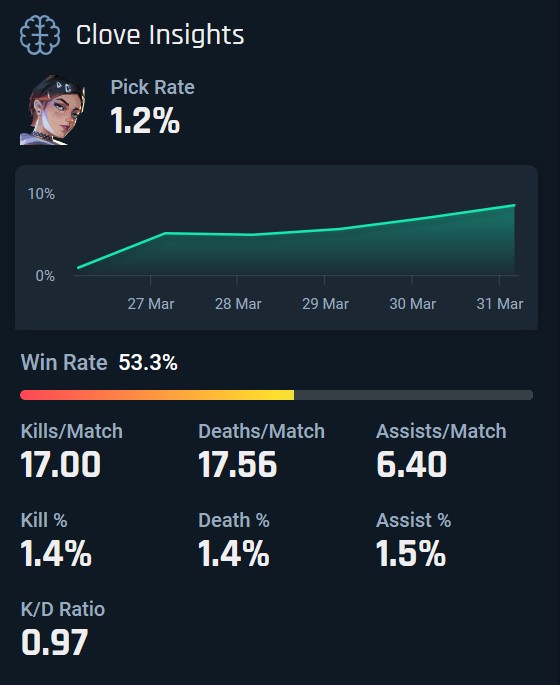 Clove Insights
Pick Rate
1.2%
10%
0%
27 Mar 28 Mar 29 Mar 30 Mar 31 Mar
Win Rate 53.3%
Kills/Match Deaths/Match Assists/Match
17.00 17.56 6.40
Kill % Death % Assist %
1.4% 1.4% 1.5%
K/D Ratio
0.97